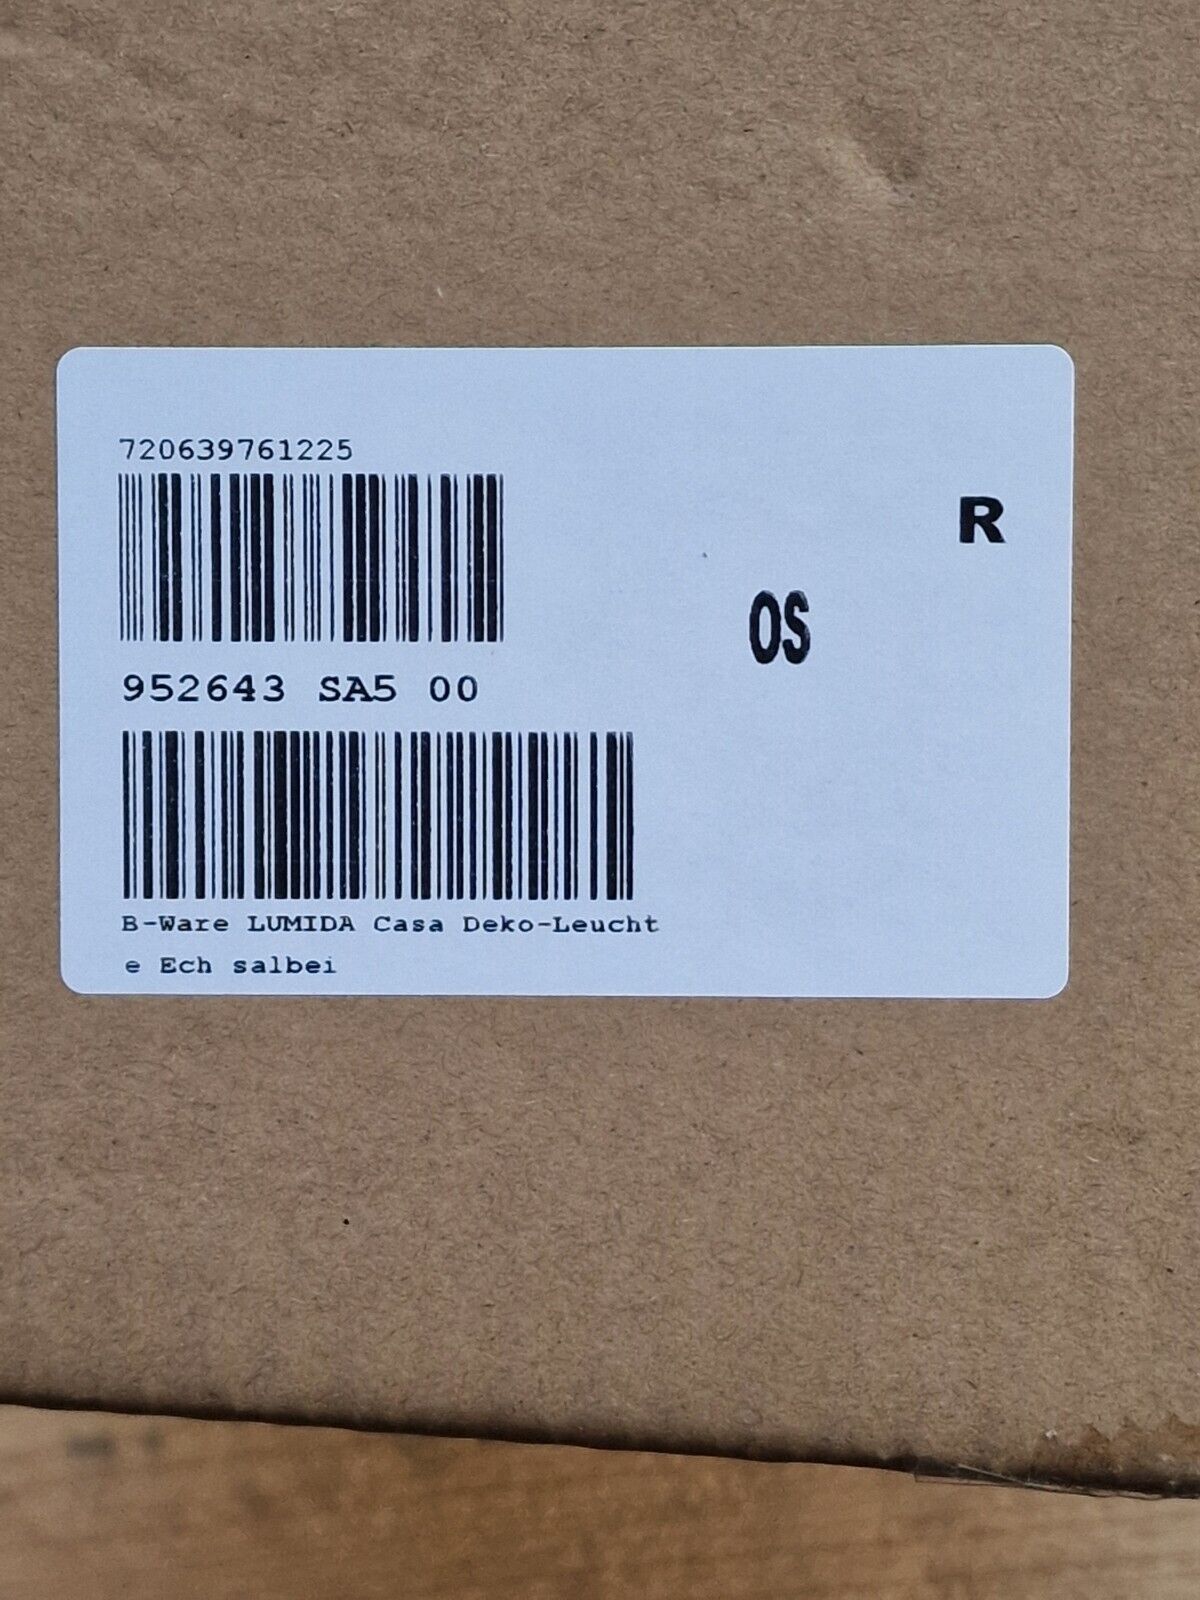 720639761225
R
OS
952643 SA5 00
B-Ware LUMIDA Casa Deko-Leucht
e Ech salbei